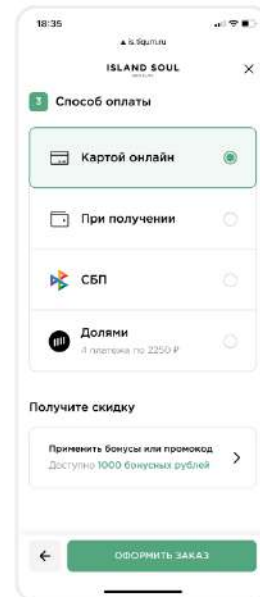 18:35
is.tigum.ru
ISLAND SOUL
3 Способ оплаты
Картой онлайн
При получении
СБП
Долями
4 платежа по 2250 ₽
Получите скидку
Применить бонусы или промокод
Доступно 1000 бонусных рублей
ОФОРМИТЬ ЗАКАЗ